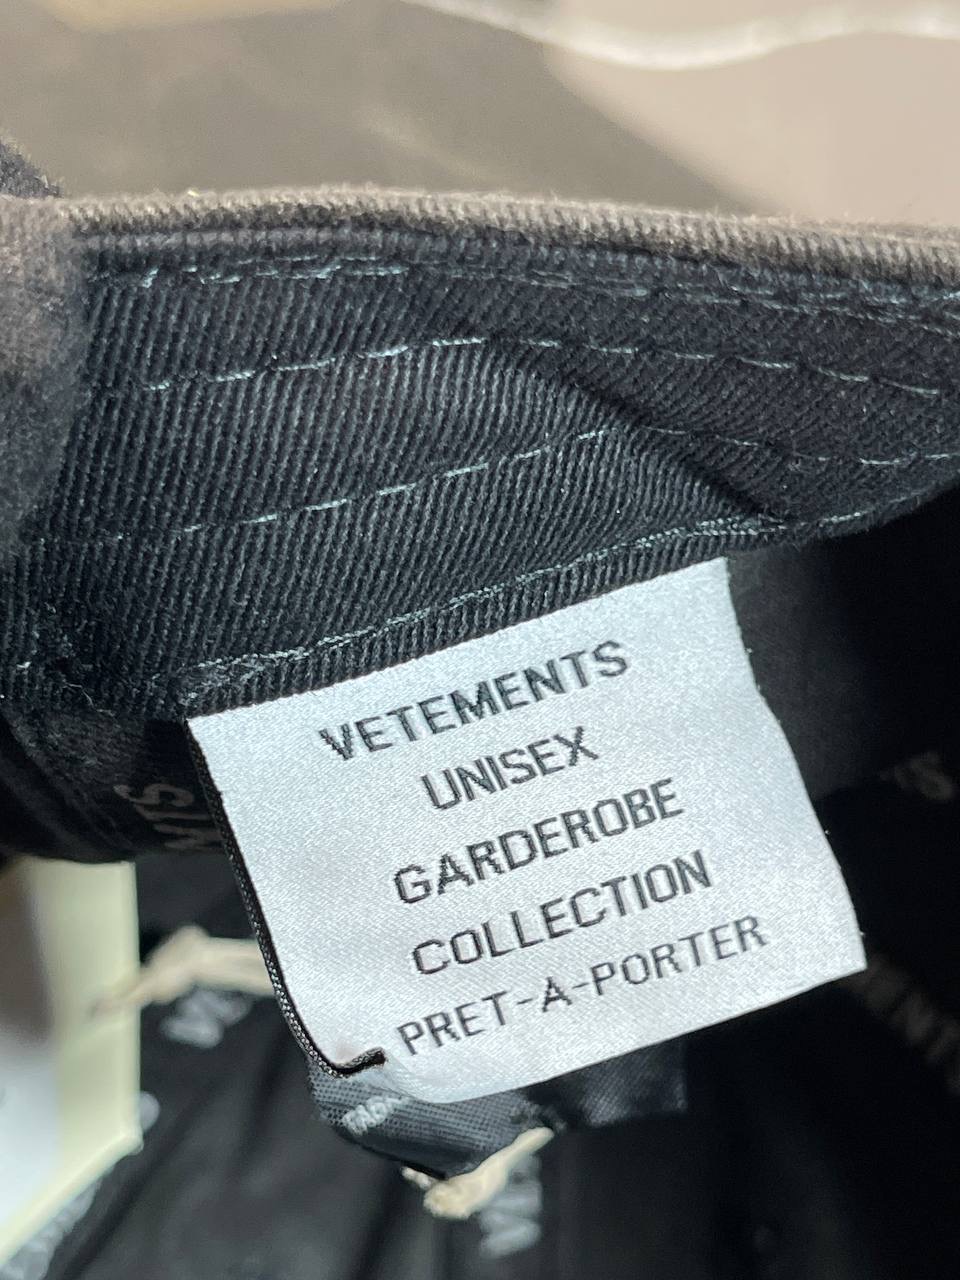 VETEMENTS
UNISEX
GARDEROBE
COLLECTION
PRET-A-PORTER